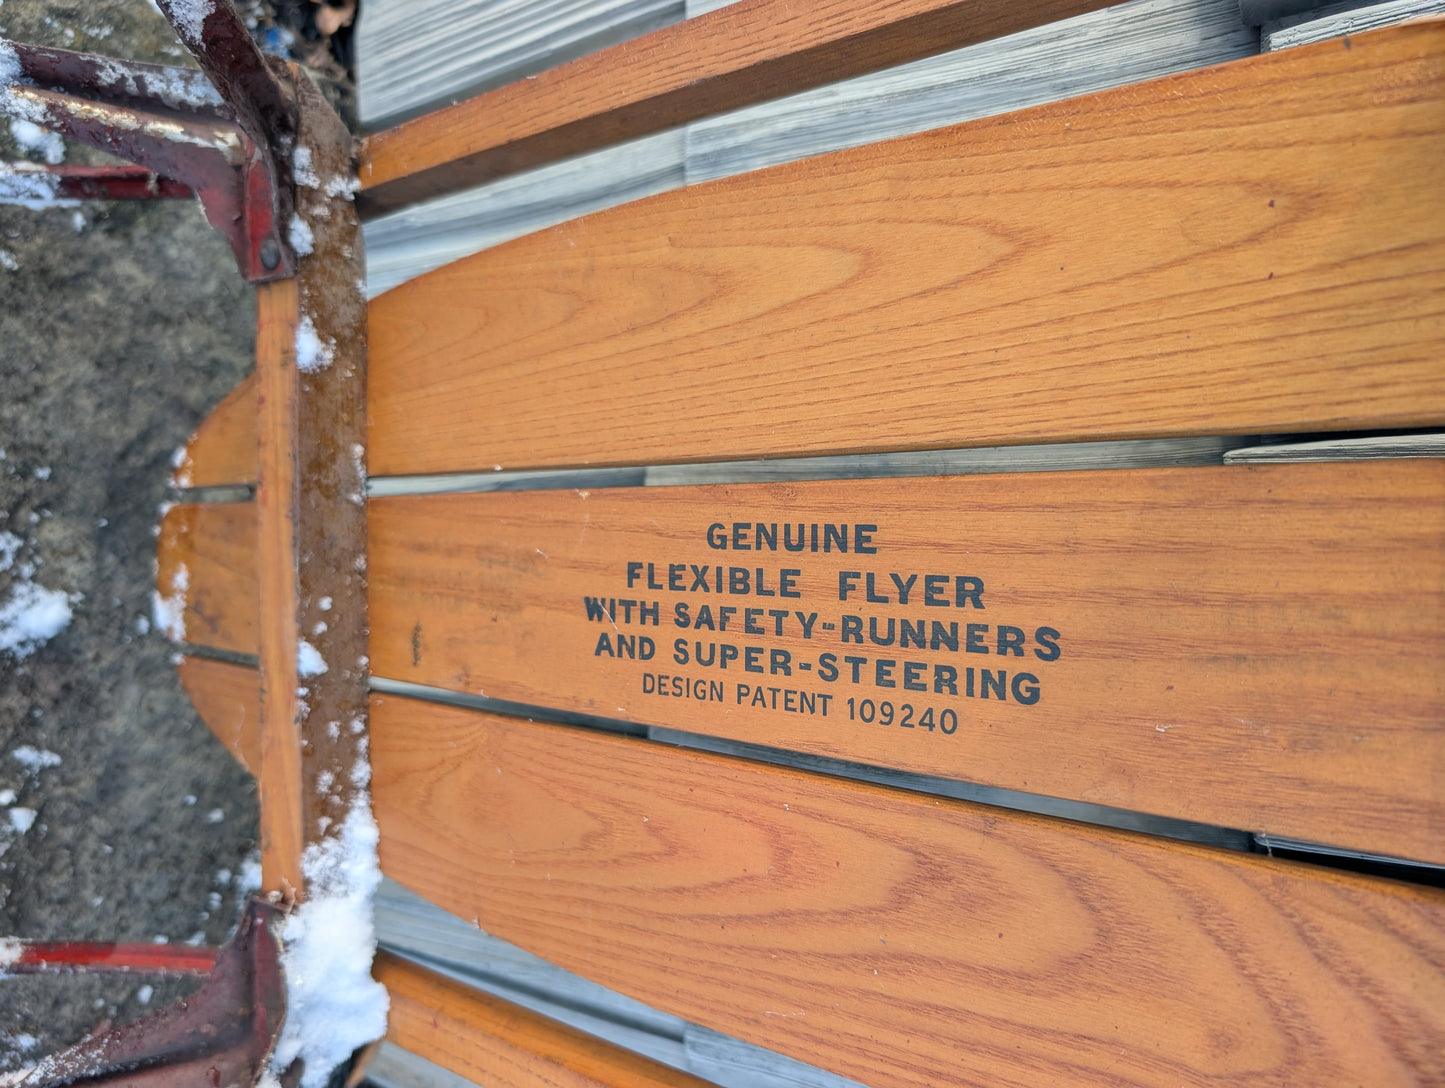 GENUINE
FLEXIBLE FLYER
WITH SAFETY-RUNNERS
AND SUPER-STEERING
DESIGN PATENT 109240